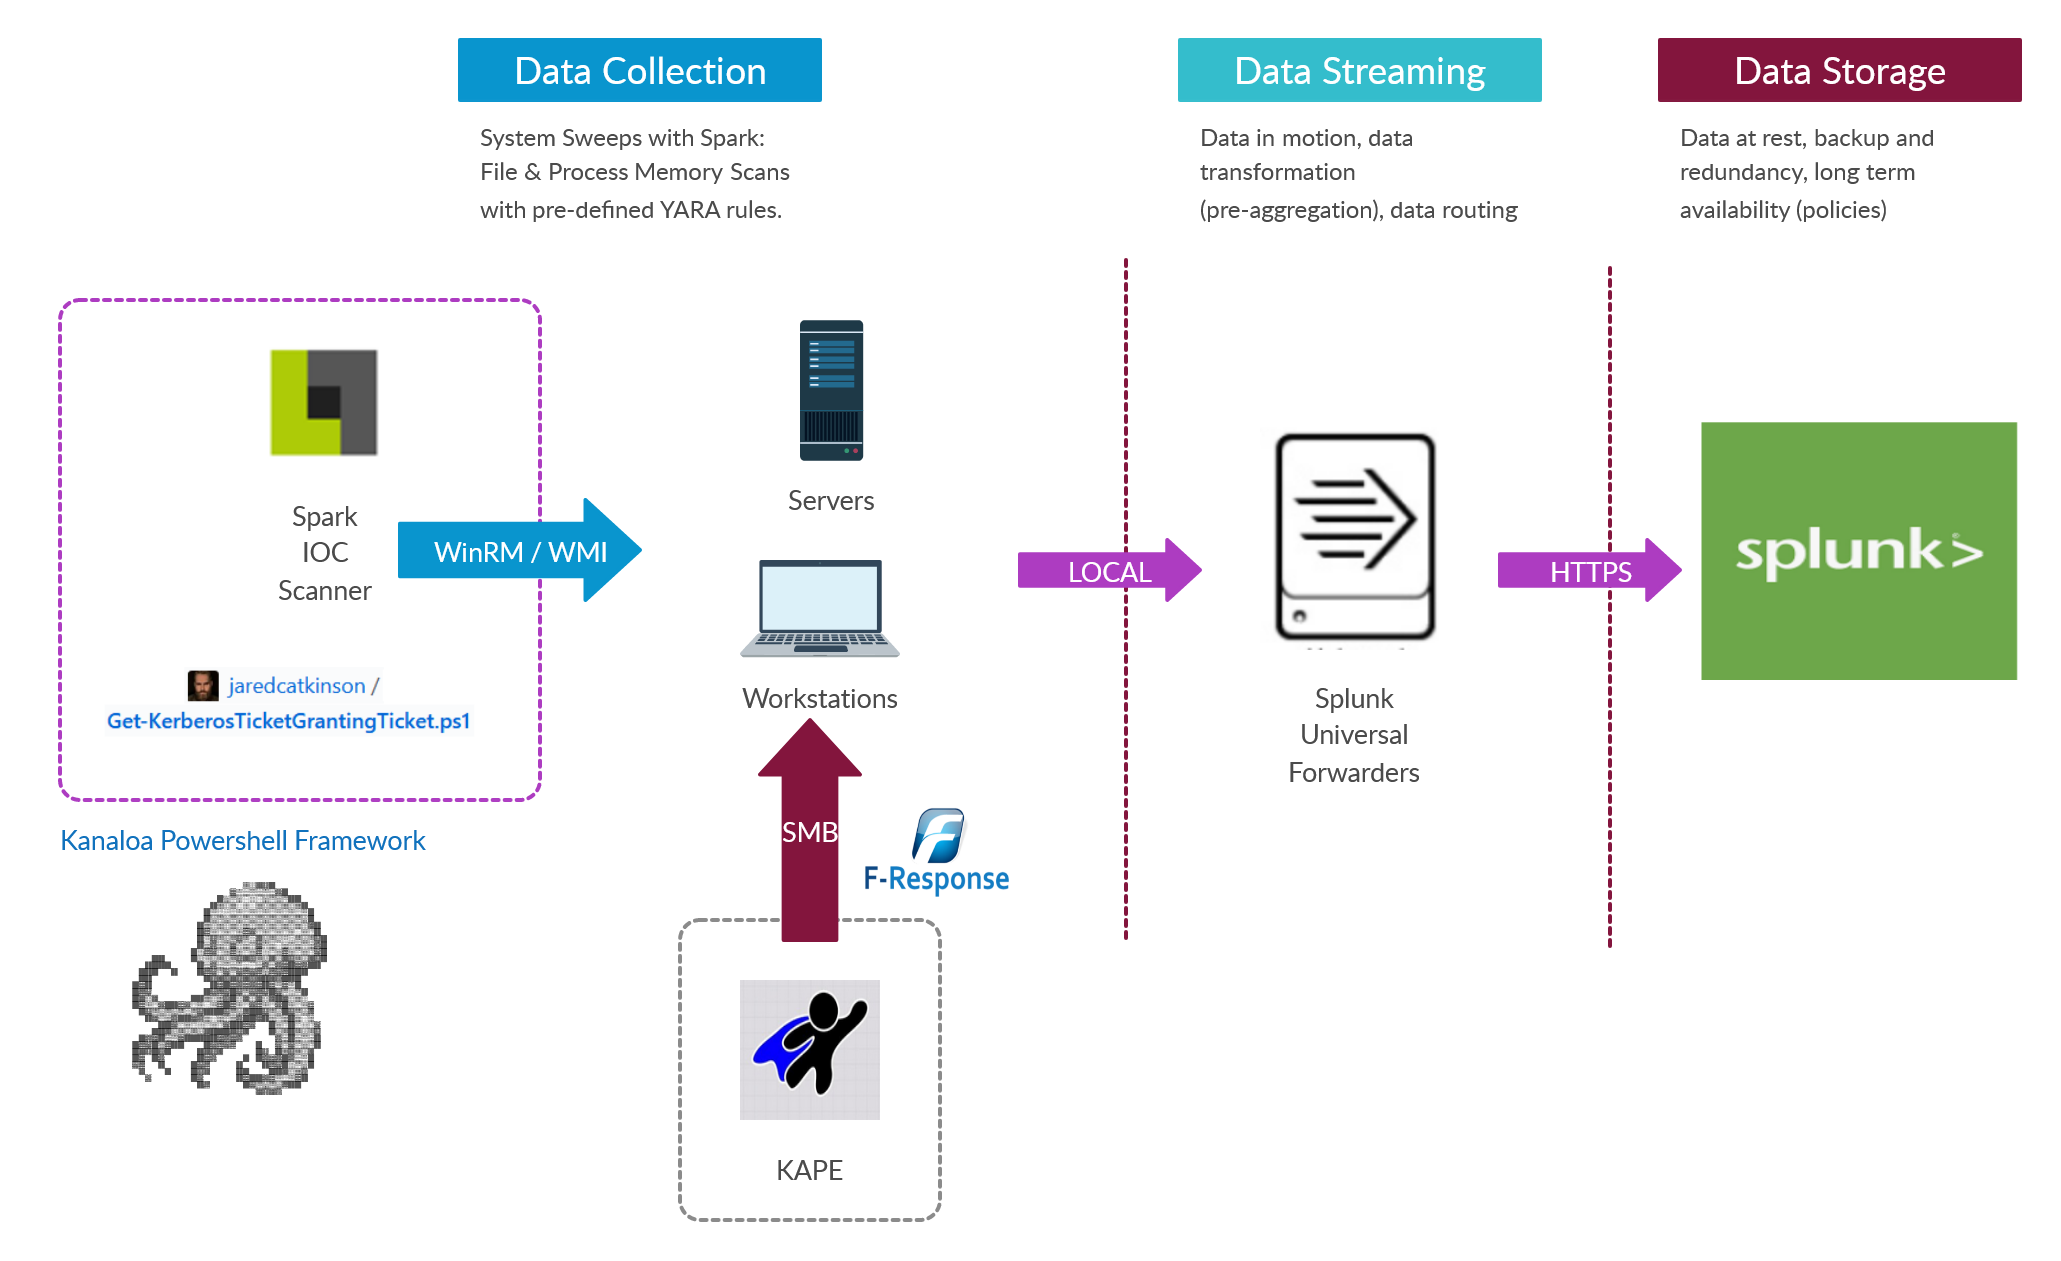 Data Collection
System Sweeps with Spark:
File & Process Memory Scans
with pre-defined YARA rules.
Data Streaming
Data in motion, data
transformation
(pre-aggregation), data routing
Data Storage
Data at rest, backup and
redundancy, long term
availability (policies)
Spark
IOC
Scanner
WinRM / WMI
jaredcatkinson /
Get-KerberosTicketGrantingTicket.ps1
Kanaloa Powershell Framework
Servers
Workstations
SMB
F-Response
KAPE
LOCAL
Splunk
Universal
Forwarders
HTTPS
splunk>